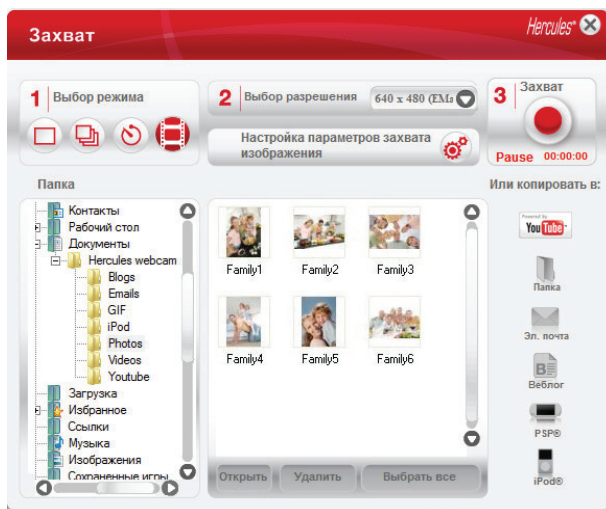 Захват
Hercules®
1 Выбор режима
2 Выбор разрешения 640 x 480 (EMa
Настройка параметров захвата
изображения
3 Захват
Pause 00:00:00
Папка
Или копировать в:
Контакты
Рабочий стол
Документы
Hercules webcam
Blogs
Emails
GIF
iPod
Photos
Videos
Youtube
Загрузка
Избранное
Ссылки
Музыка
Изображения
Сохраненные игры
Family1 Family2 Family3
Family4 Family5 Family6
Открыть Удалить Выбрать все
Powered by
YouTube
Папка
Эл. почта
Веблог
PSP®
iPod®